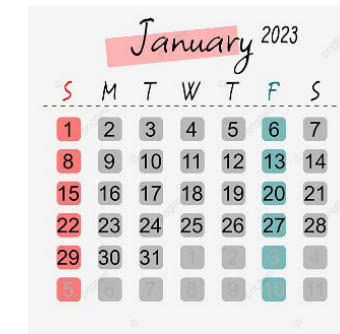 January 2023
S M T W T F S
1 2 3 4 5 6 7
8 9 10 11 12 13 14
15 16 17 18 19 20 21
22 23 24 25 26 27 28
29 30 31 1 2 3 4
5 6 7 8 9 10 11